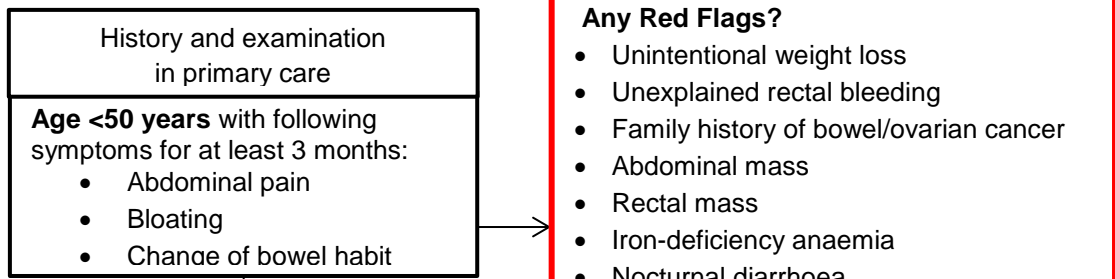 History and examination
in primary care
Age <50 years with following
symptoms for at least 3 months:
• Abdominal pain
• Bloating
• Change of bowel habit
Any Red Flags?
• Unintentional weight loss
• Unexplained rectal bleeding
• Family history of bowel/ovarian cancer
• Abdominal mass
• Rectal mass
• Iron-deficiency anaemia
• Nocturnal diarrhoea